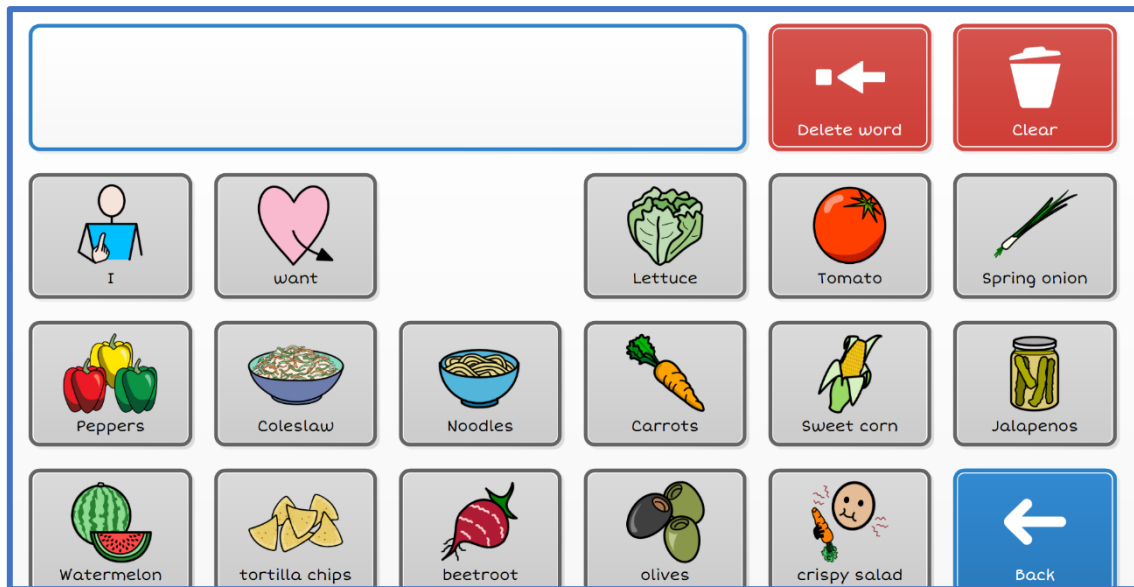 Delete word
Clear
I
want
Lettuce
Tomato
Spring onion
Peppers
Coleslaw
Noodles
Carrots
Sweet corn
Jalapenos
Watermelon
tortilla chips
beetroot
olives
crispy salad
Back